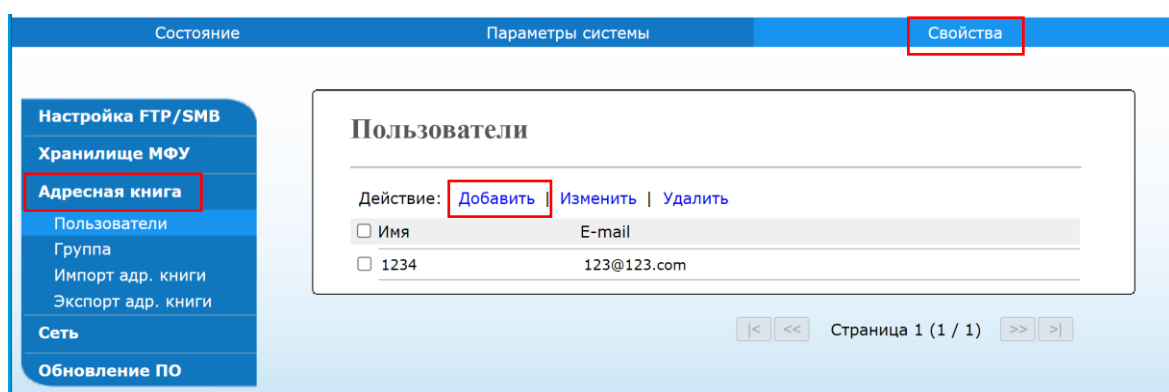 Состояние Параметры системы Свойства
Настройка FTP/SMB
Хранилище МФУ
Адресная книга
Пользователи
Группа
Импорт адр. книги
Экспорт адр. книги
Сеть
Обновление ПО
Пользователи
Действие: Добавить | Изменить | Удалить
Имя E-mail
1234 123@123.com
|< << Страница 1 (1 / 1) >> >|